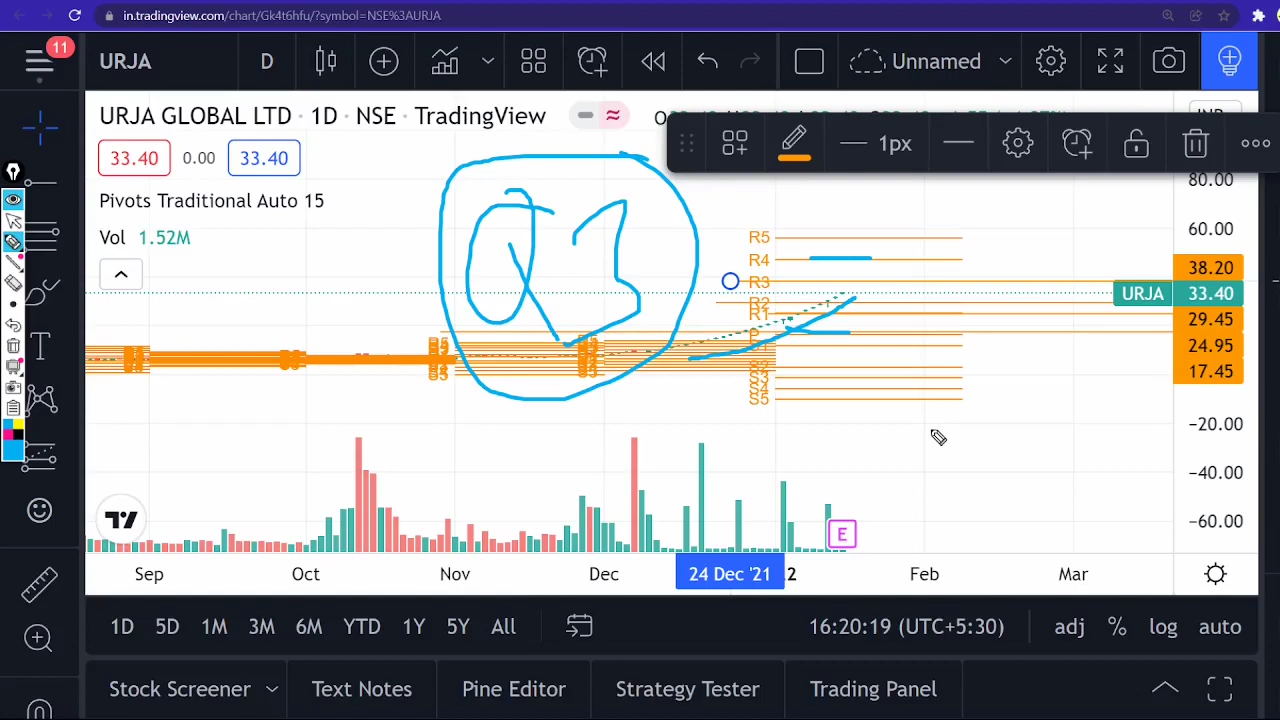 in.tradingview.com/chart/Gk4t6hfu/?symbol=NSE%3AURJA
11
URJA
D
Unnamed
URJA GLOBAL LTD · 1D · NSE · TradingView
33.40 0.00 33.40
1px
Pivots Traditional Auto 15
Vol 1.52M
Q3
R5
R4
R3
R2
R1
P
S2
S3
S4
S5
80.00
60.00
38.20
URJA 33.40
29.45
24.95
17.45
−20.00
−40.00
−60.00
E
Sep Oct Nov Dec 24 Dec '21 Feb Mar
1D 5D 1M 3M 6M YTD 1Y 5Y All
16:20:19 (UTC+5:30) adj % log auto
Stock Screener Text Notes Pine Editor Strategy Tester Trading Panel